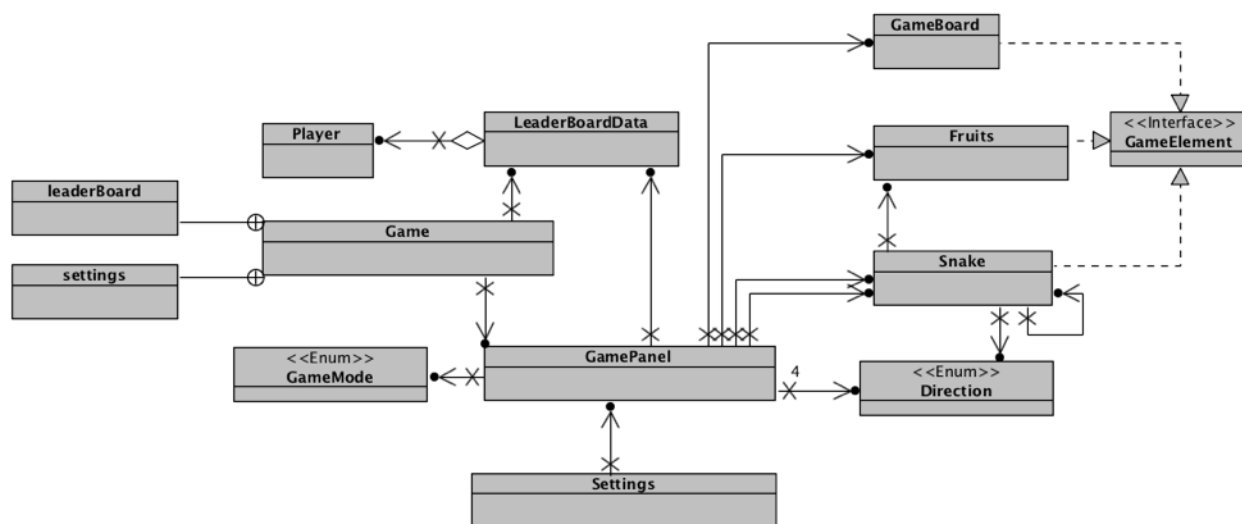 GameBoard
Player
LeaderBoardData
Fruits
<<Interface>>
GameElement
leaderBoard
Game
settings
Snake
<<Enum>>
GameMode
GamePanel
4
<<Enum>>
Direction
Settings